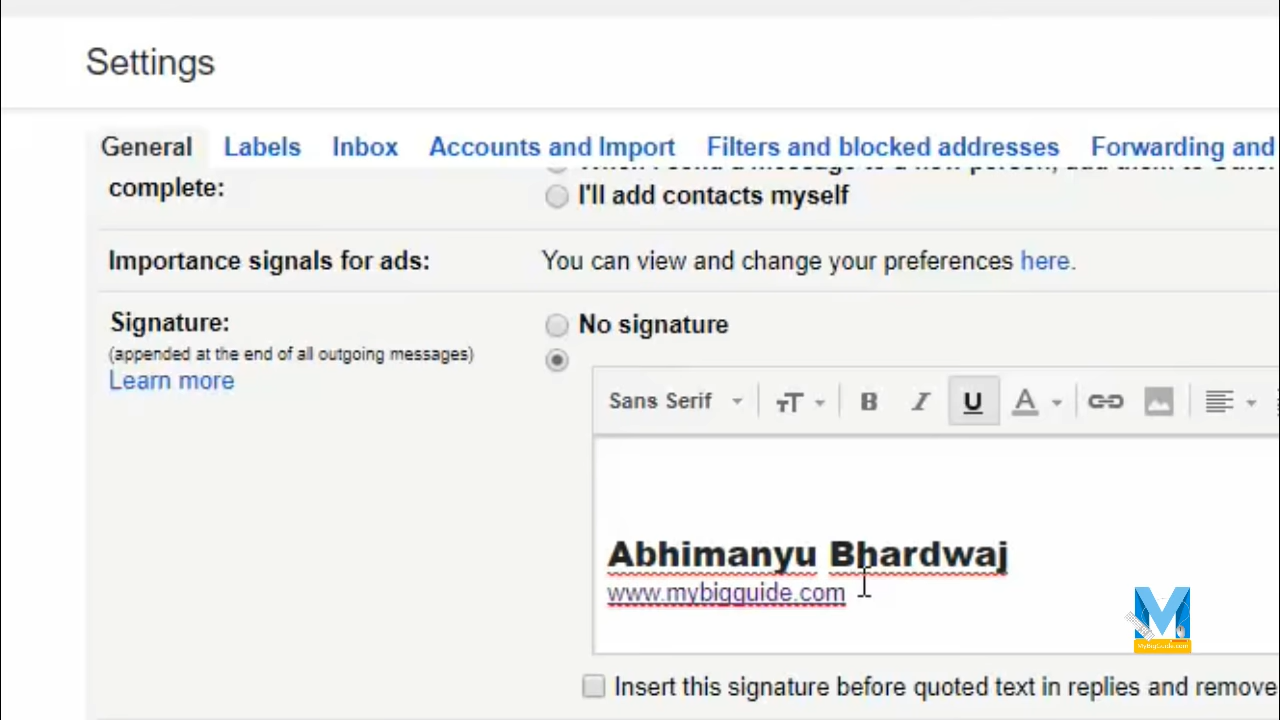 Settings
General Labels Inbox Accounts and Import Filters and blocked addresses Forwarding and
complete:
I'll add contacts myself
Importance signals for ads: You can view and change your preferences here.
Signature: No signature
(appended at the end of all outgoing messages)
Learn more
Sans Serif TT B I U A
Abhimanyu Bhardwaj
www.mybigguide.com
M
MyBigGuide.com
Insert this signature before quoted text in replies and remove